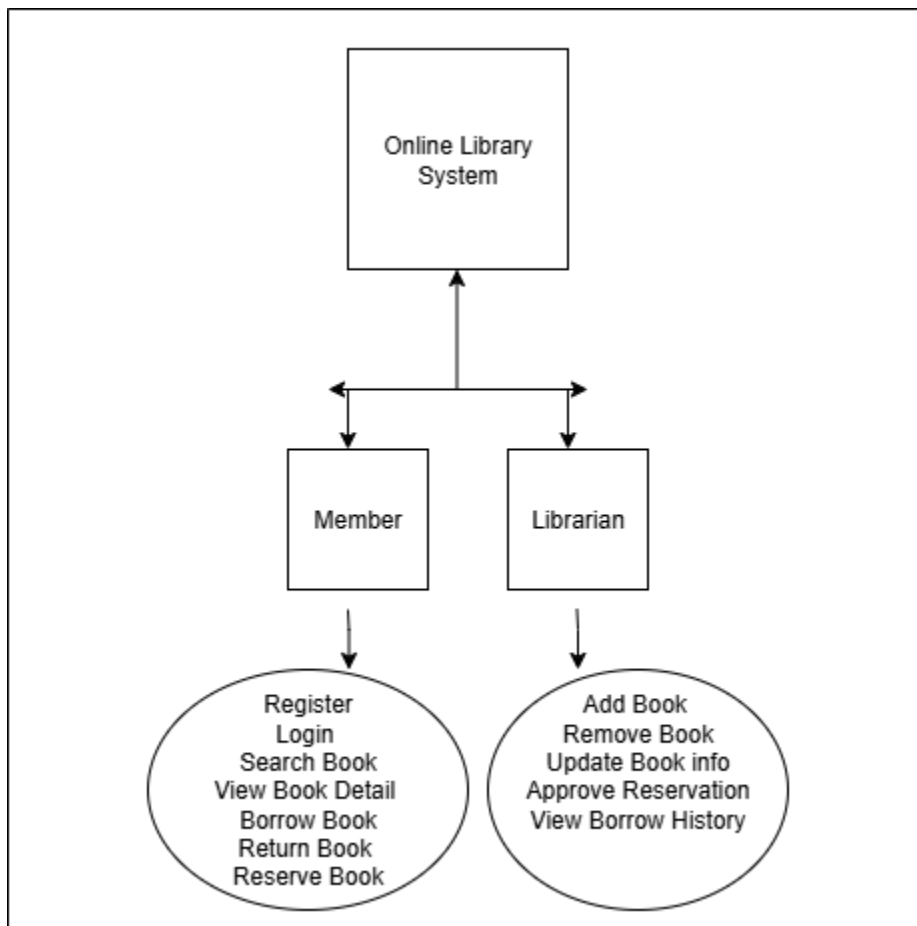 Online Library
System
Member
Librarian
Register
Login
Search Book
View Book Detail
Borrow Book
Return Book
Reserve Book
Add Book
Remove Book
Update Book info
Approve Reservation
View Borrow History